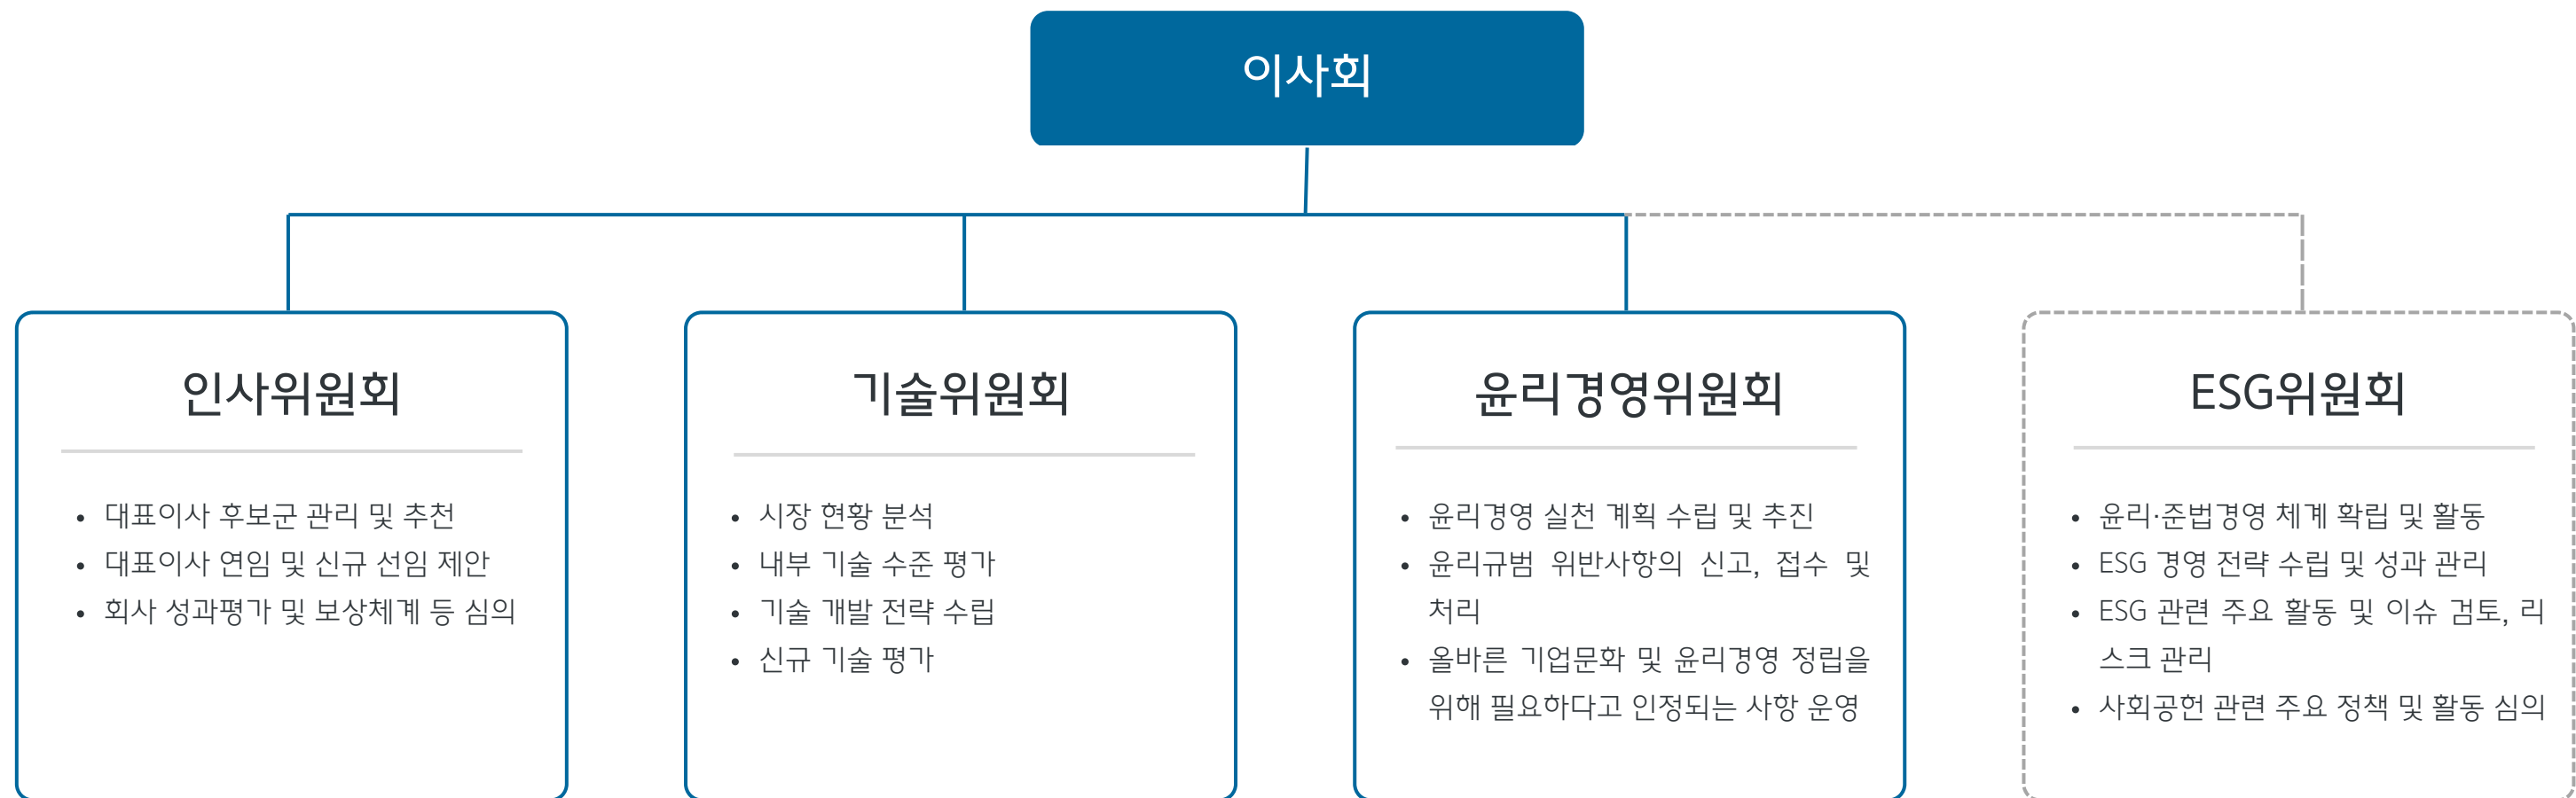 이사회
인사위원회
• 대표이사 후보군 관리 및 추천
• 대표이사 연임 및 신규 선임 제안
• 회사 성과평가 및 보상체계 등 심의
기술위원회
• 시장 현황 분석
• 내부 기술 수준 평가
• 기술 개발 전략 수립
• 신규 기술 평가
윤리경영위원회
• 윤리경영 실천 계획 수립 및 추진
• 윤리규범 위반사항의 신고, 접수 및
처리
• 올바른 기업문화 및 윤리경영 정립을
위해 필요하다고 인정되는 사항 운영
ESG위원회
• 윤리·준법경영 체계 확립 및 활동
• ESG 경영 전략 수립 및 성과 관리
• ESG 관련 주요 활동 및 이슈 검토, 리
스크 관리
• 사회공헌 관련 주요 정책 및 활동 심의